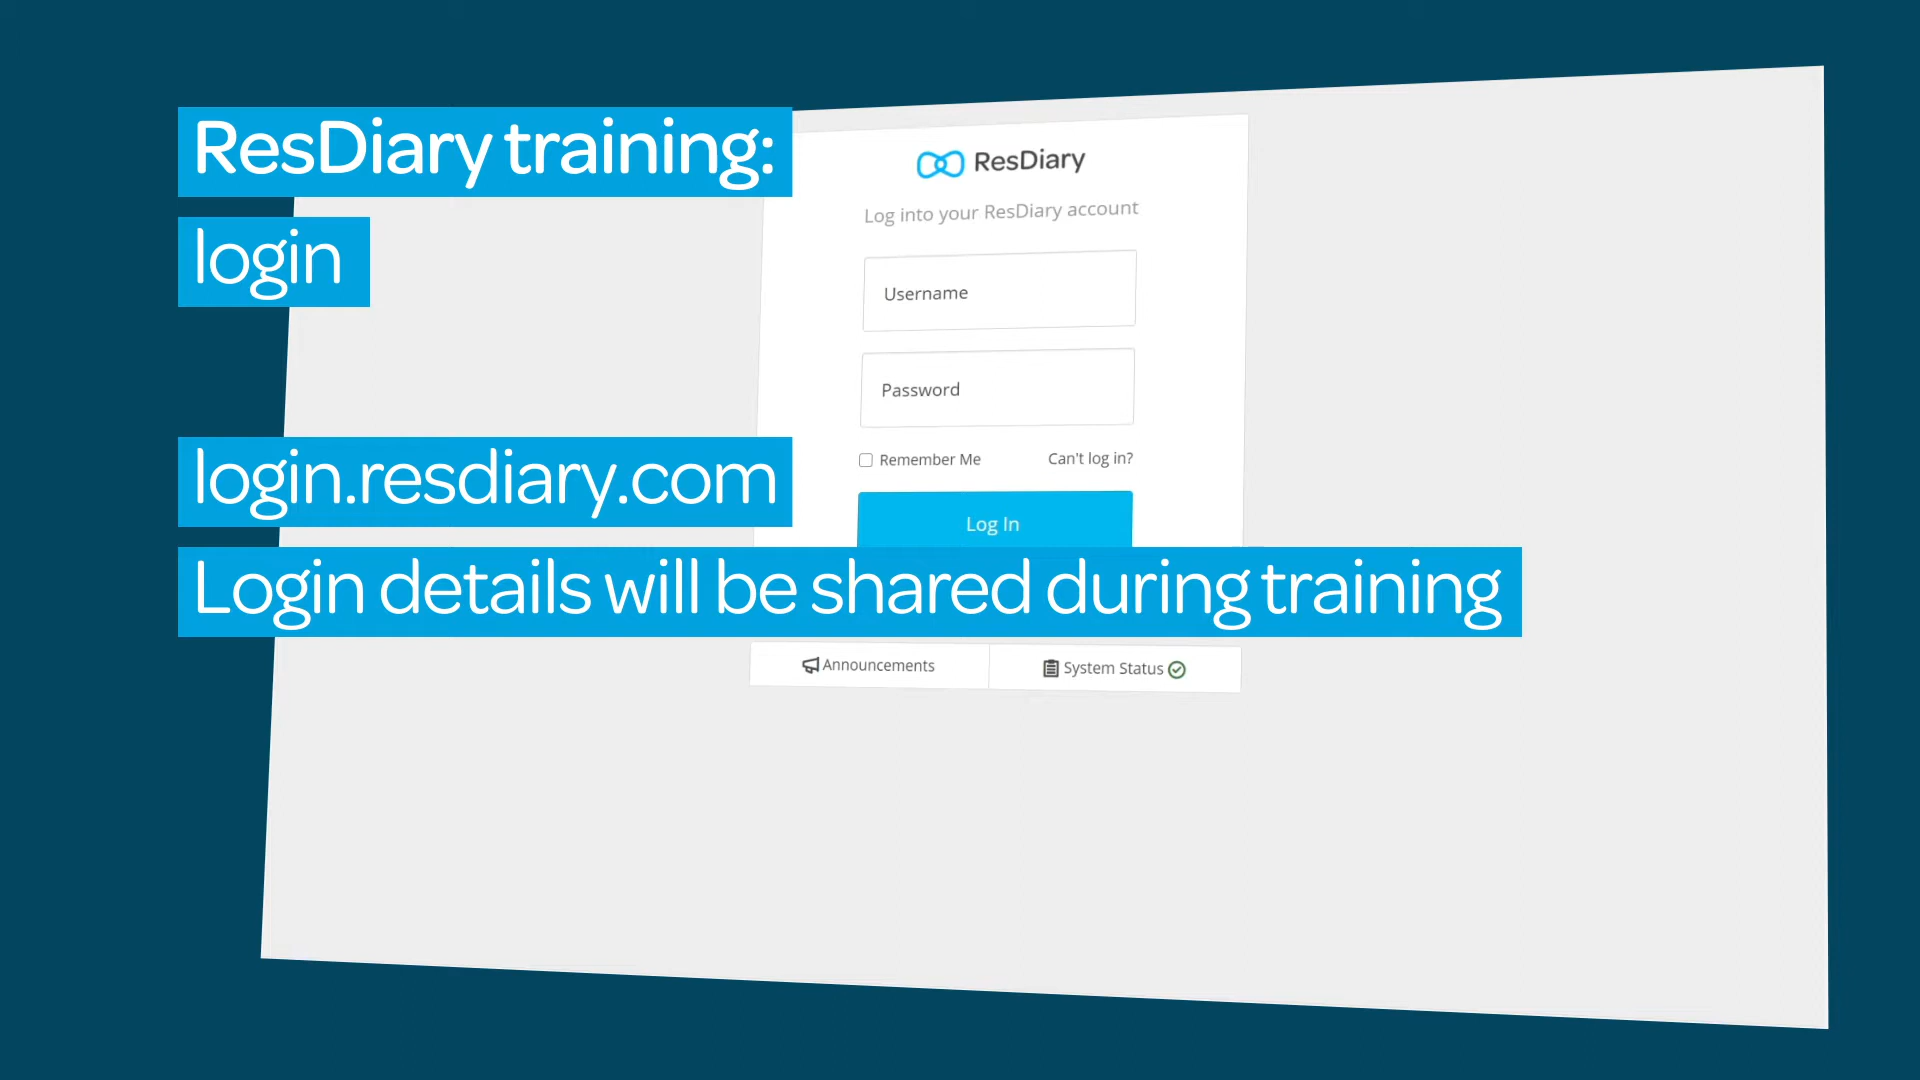 ResDiary training:
login
login.resdiary.com
Login details will be shared during training
ResDiary
Log into your ResDiary account
Username
Password
Remember Me
Can't log in?
Log In
Announcements
System Status